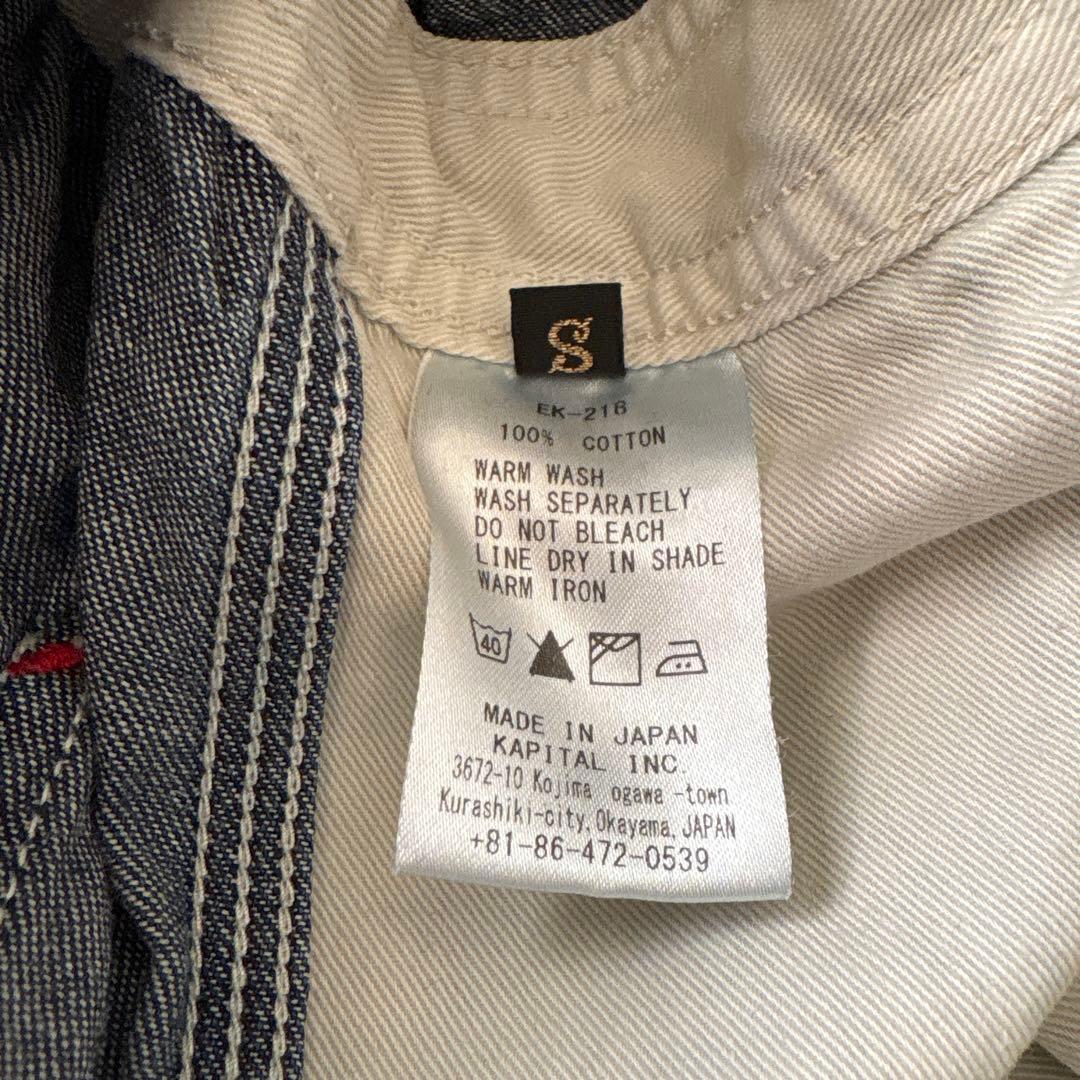 S
EK-216
100% COTTON
WARM WASH
WASH SEPARATELY
DO NOT BLEACH
LINE DRY IN SHADE
WARM IRON
40
MADE IN JAPAN
KAPITAL INC.
3672-10 Kojima ogawa-town
Kurashiki-city, Okayama, JAPAN
+81-86-472-0539